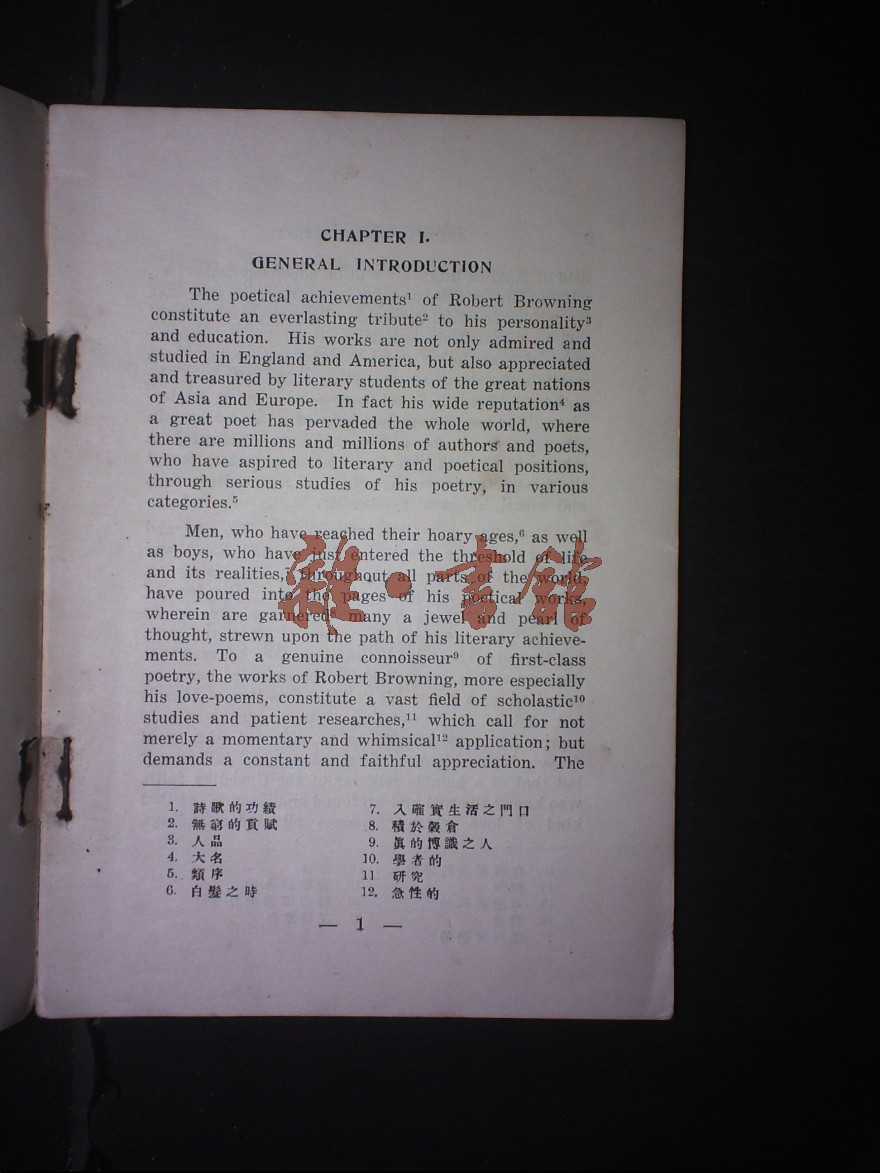 CHAPTER I.
GENERAL INTRODUCTION
The poetical achievements¹ of Robert Browning
constitute an everlasting tribute² to his personality³
and education. His works are not only admired and
studied in England and America, but also appreciated
and treasured by literary students of the great nations
of Asia and Europe. In fact his wide reputation⁴ as
a great poet has pervaded the whole world, where
there are millions and millions of authors and poets,
who have aspired to literary and poetical positions,
through serious studies of his poetry, in various
categories.⁵
Men, who have reached their hoary ages,⁶ as well
as boys, who have just entered the threshold of life
and its realities,⁷ throughout all parts of the world,
have poured into the pages of his poetical works,
wherein are garnered⁸ many a jewel and pearl of
thought, strewn upon the path of his literary achieve-
ments. To a genuine connoisseur⁹ of first-class
poetry, the works of Robert Browning, more especially
his love-poems, constitute a vast field of scholastic¹⁰
studies and patient researches,¹¹ which call for not
merely a momentary and whimsical¹² application; but
demands a constant and faithful appreciation. The
1. 詩歌的功績
2. 無窮的貢賦
3. 人品
4. 大名
5. 類序
6. 白髮之時
7. 入確實生活之門口
8. 積於穀倉
9. 眞的博識之人
10. 學者的
11 研究
12. 急性的
— 1 —
雜·書館